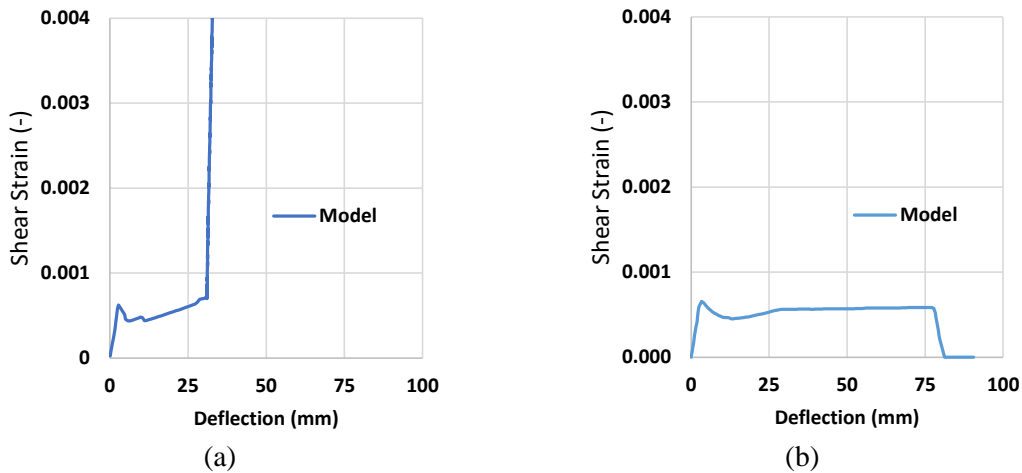 0.004
0.003
0.002
0.001
0
Shear Strain (-)
Model
0 25 50 75 100
Deflection (mm)
(a)
0.004
0.003
0.002
0.001
0.000
Shear Strain (-)
Model
0 25 50 75 100
Deflection (mm)
(b)